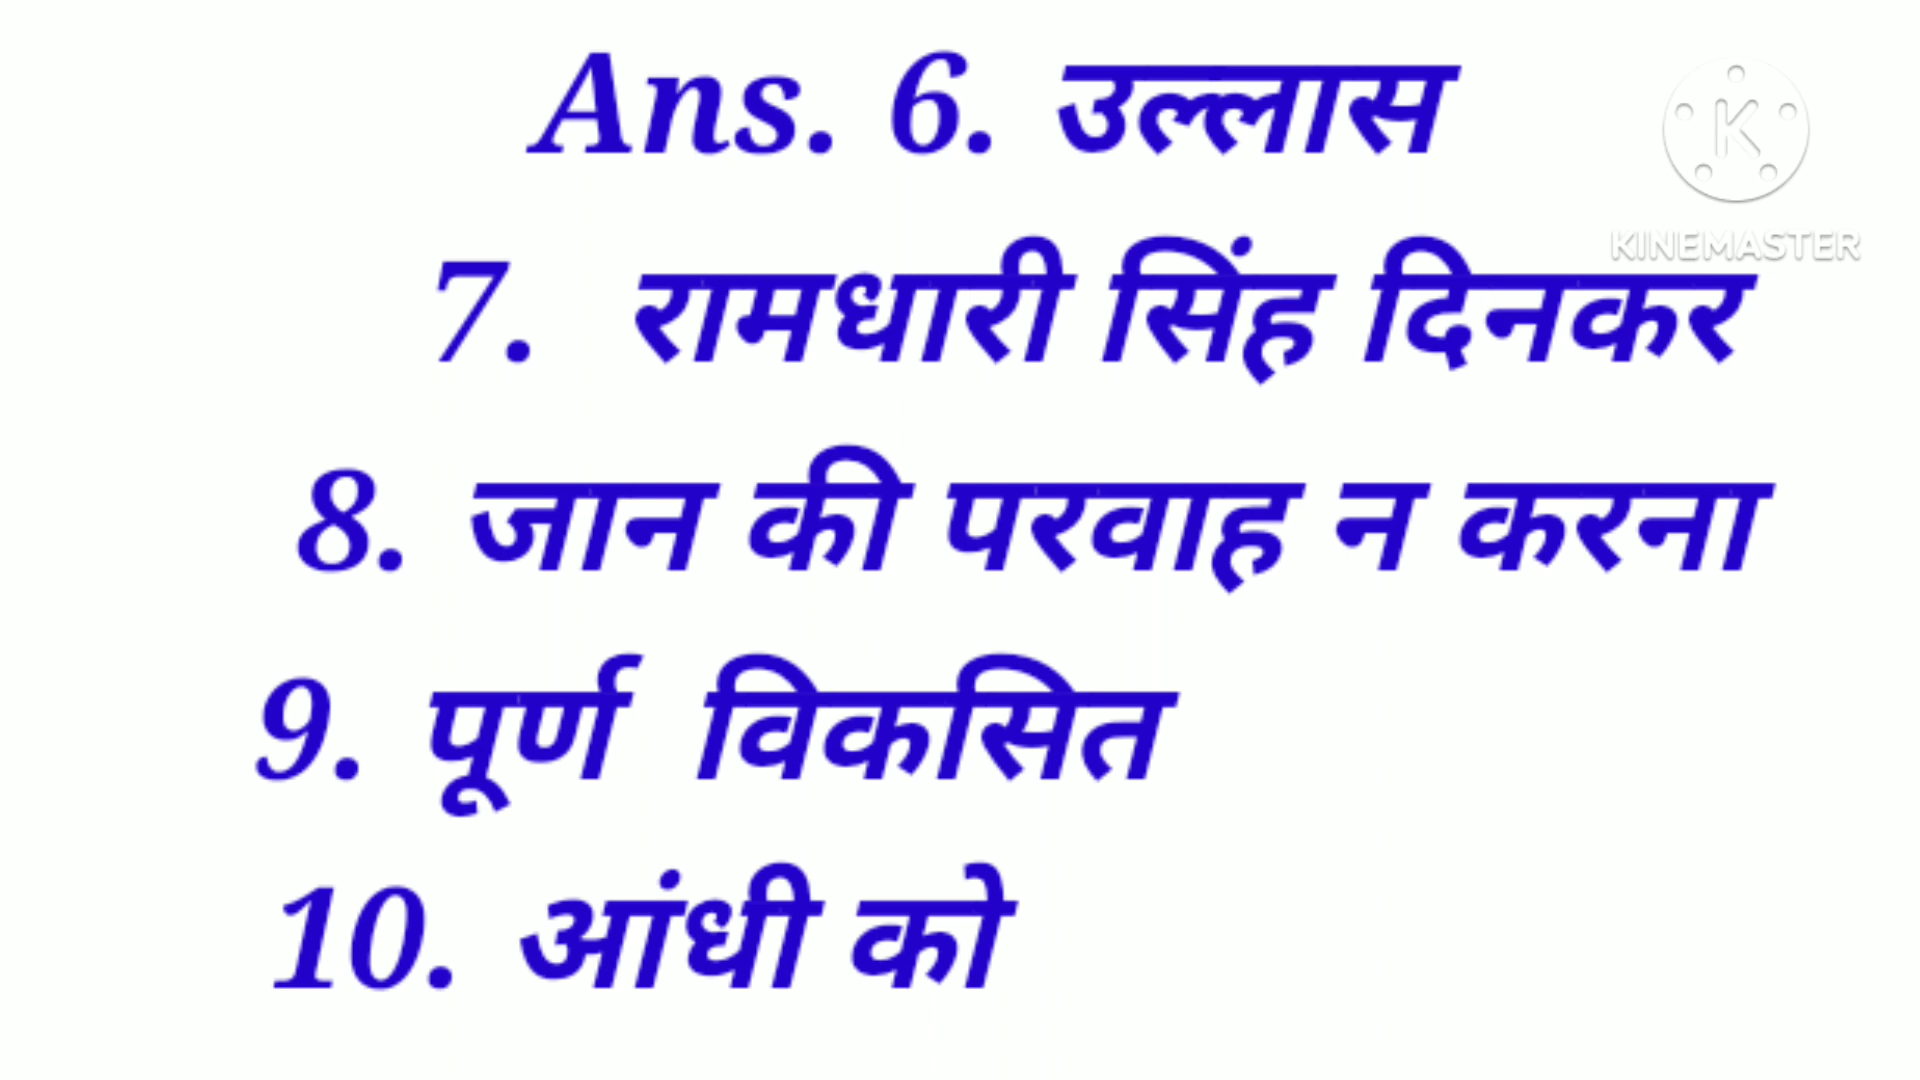 Ans. 6. उल्लास
KINEMASTER
7. रामधारी सिंह दिनकर
8. जान की परवाह न करना
9. पूर्ण विकसित
10. आंधी को